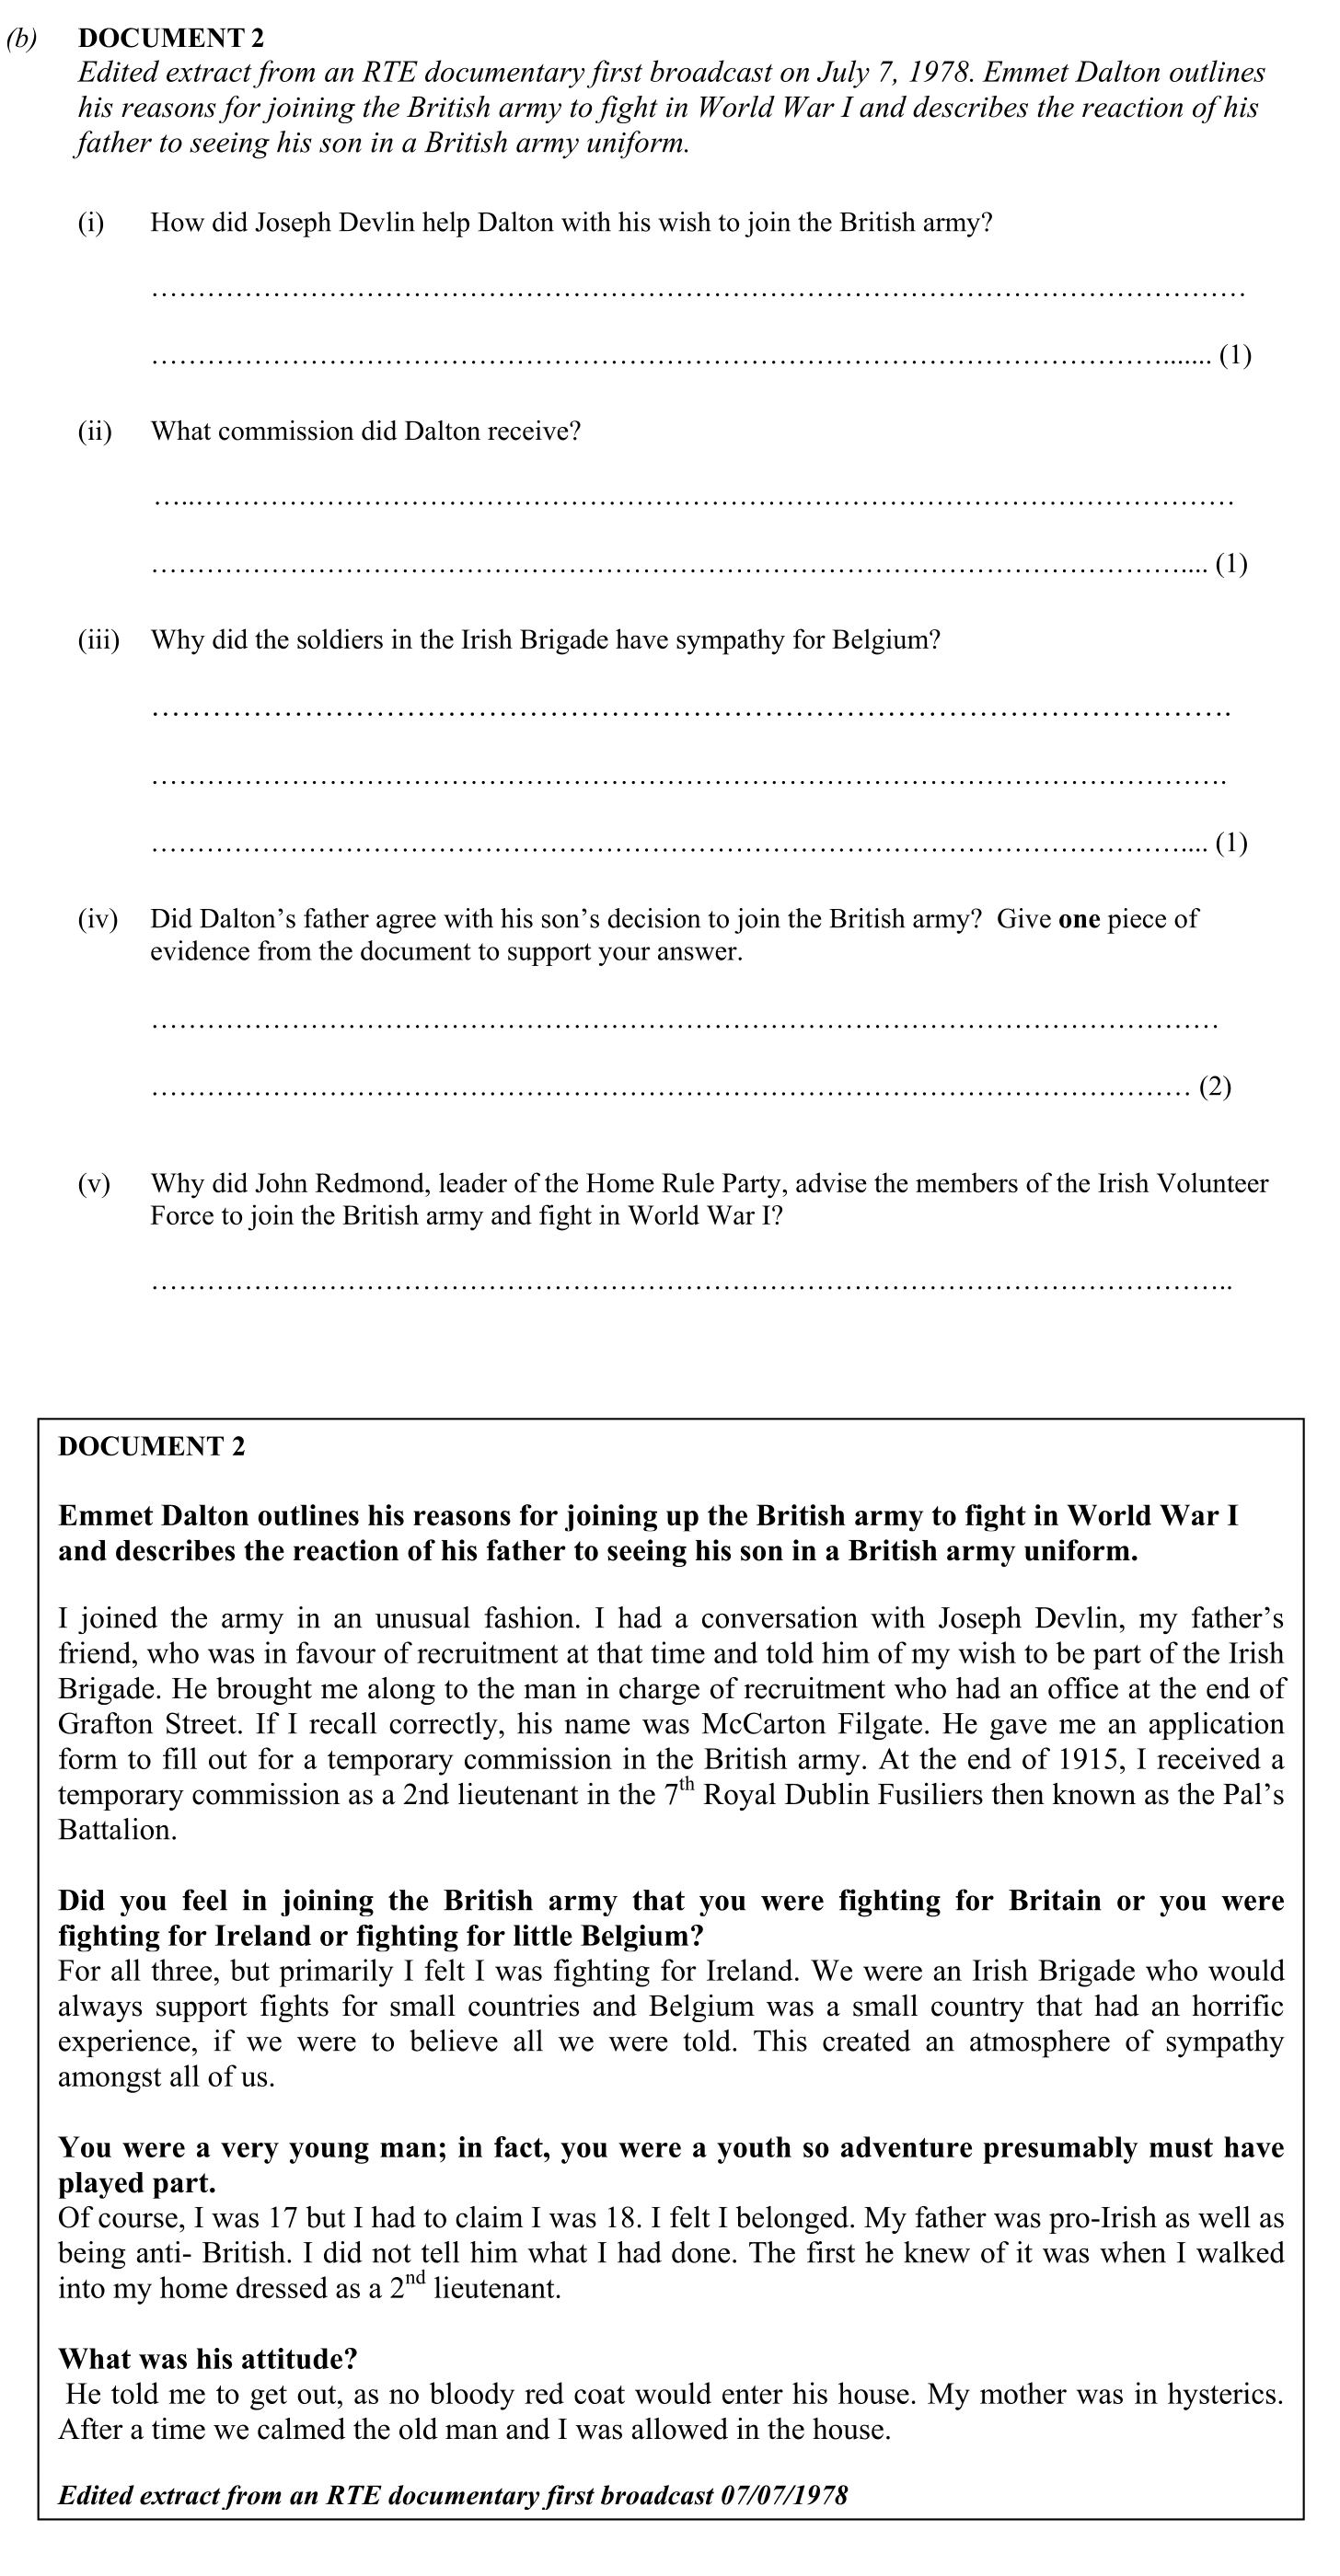 (b) DOCUMENT 2
Edited extract from an RTE documentary first broadcast on July 7, 1978. Emmet Dalton outlines
his reasons for joining the British army to fight in World War I and describes the reaction of his
father to seeing his son in a British army uniform.
(i) How did Joseph Devlin help Dalton with his wish to join the British army?
……………………………………………………………………………………………………
……………………………………………………………………………………………....... (1)
(ii) What commission did Dalton receive?
…..………………………………………………………………………………………………
……………………………………………………………………………………………….... (1)
(iii) Why did the soldiers in the Irish Brigade have sympathy for Belgium?
………………………………………………………………………………………………….
………………………………………………………………………………………………….
……………………………………………………………………………………………….... (1)
(iv) Did Dalton’s father agree with his son’s decision to join the British army? Give one piece of
evidence from the document to support your answer.
…………………………………………………………………………………………………
……………………………………………………………………………………………… (2)
(v) Why did John Redmond, leader of the Home Rule Party, advise the members of the Irish Volunteer
Force to join the British army and fight in World War I?
…………………………………………………………………………………………………..
DOCUMENT 2
Emmet Dalton outlines his reasons for joining up the British army to fight in World War I
and describes the reaction of his father to seeing his son in a British army uniform.
I joined the army in an unusual fashion. I had a conversation with Joseph Devlin, my father’s
friend, who was in favour of recruitment at that time and told him of my wish to be part of the Irish
Brigade. He brought me along to the man in charge of recruitment who had an office at the end of
Grafton Street. If I recall correctly, his name was McCarton Filgate. He gave me an application
form to fill out for a temporary commission in the British army. At the end of 1915, I received a
temporary commission as a 2nd lieutenant in the 7th Royal Dublin Fusiliers then known as the Pal’s
Battalion.
Did you feel in joining the British army that you were fighting for Britain or you were
fighting for Ireland or fighting for little Belgium?
For all three, but primarily I felt I was fighting for Ireland. We were an Irish Brigade who would
always support fights for small countries and Belgium was a small country that had an horrific
experience, if we were to believe all we were told. This created an atmosphere of sympathy
amongst all of us.
You were a very young man; in fact, you were a youth so adventure presumably must have
played part.
Of course, I was 17 but I had to claim I was 18. I felt I belonged. My father was pro-Irish as well as
being anti- British. I did not tell him what I had done. The first he knew of it was when I walked
into my home dressed as a 2nd lieutenant.
What was his attitude?
He told me to get out, as no bloody red coat would enter his house. My mother was in hysterics.
After a time we calmed the old man and I was allowed in the house.
Edited extract from an RTE documentary first broadcast 07/07/1978